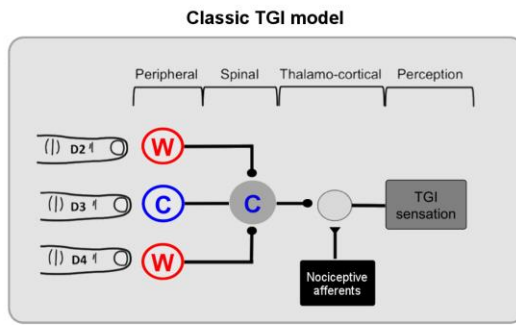 Classic TGI model
Peripheral Spinal Thalamo-cortical Perception
D2 W
D3 C C TGI sensation
D4 W
Nociceptive
afferents